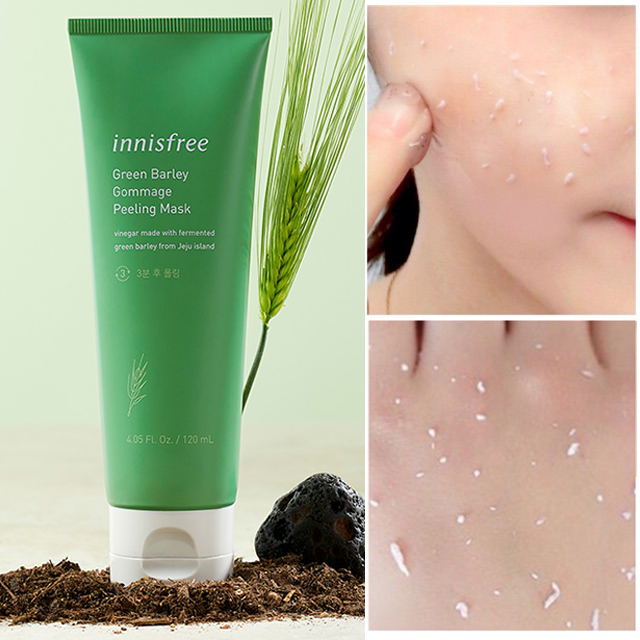 innisfree
Green Barley
Gommage
Peeling Mask
vinegar made with fermented
green barley from Jeju island
3 3분 후 롤링
4.05 Fl. Oz. / 120 mL